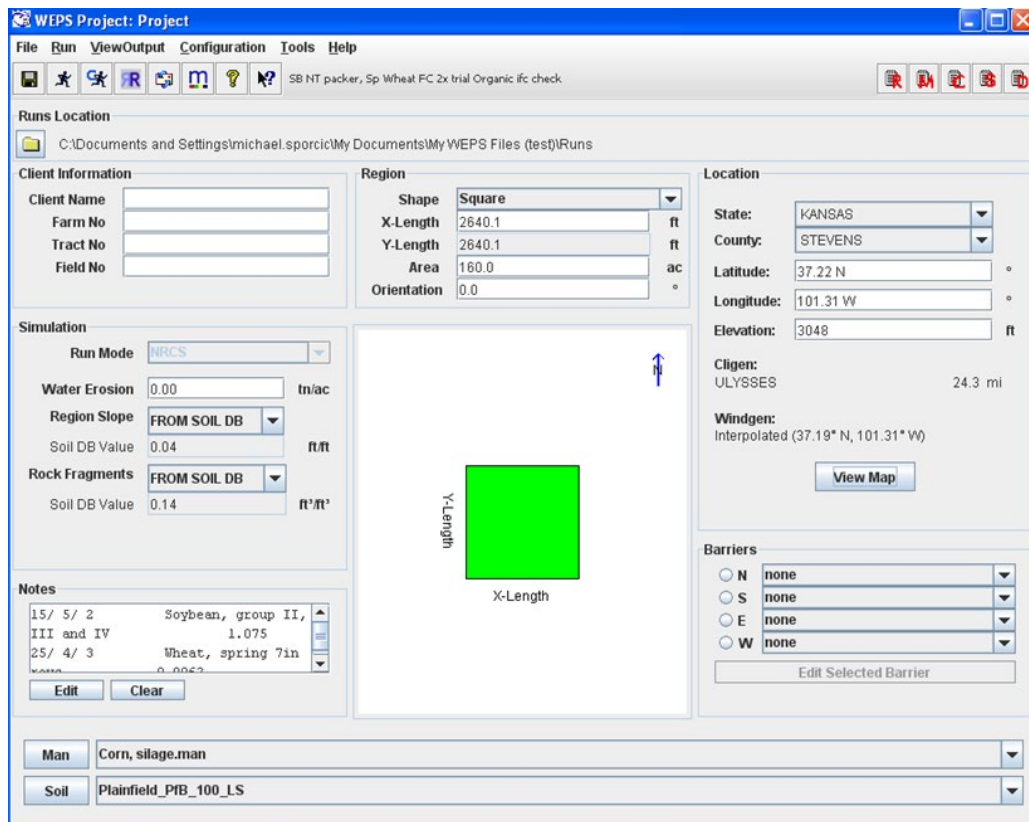 WEPS Project: Project
File Run ViewOutput Configuration Tools Help
SB NT packer, Sp Wheat FC 2x trial Organic ifc check
Runs Location
C:\Documents and Settings\michael.sporcic\My Documents\My WEPS Files (test)\Runs
Client Information
Client Name
Farm No
Tract No
Field No
Region
Shape Square
X-Length 2640.1 ft
Y-Length 2640.1 ft
Area 160.0 ac
Orientation 0.0 °
Location
State: KANSAS
County: STEVENS
Latitude: 37.22 N °
Longitude: 101.31 W °
Elevation: 3048 ft
Cligen:
ULYSSES 24.3 mi
Windgen:
Interpolated (37.19° N, 101.31° W)
View Map
Simulation
Run Mode NRCS
Water Erosion 0.00 tn/ac
Region Slope FROM SOIL DB
Soil DB Value 0.04 ft/ft
Rock Fragments FROM SOIL DB
Soil DB Value 0.14 ft³/ft³
N
Y-Length
X-Length
Barriers
N none
S none
E none
W none
Edit Selected Barrier
Notes
15/ 5/ 2 Soybean, group II,
III and IV 1.075
25/ 4/ 3 Wheat, spring 7in
Edit Clear
Man Corn, silage.man
Soil Plainfield_PfB_100_LS